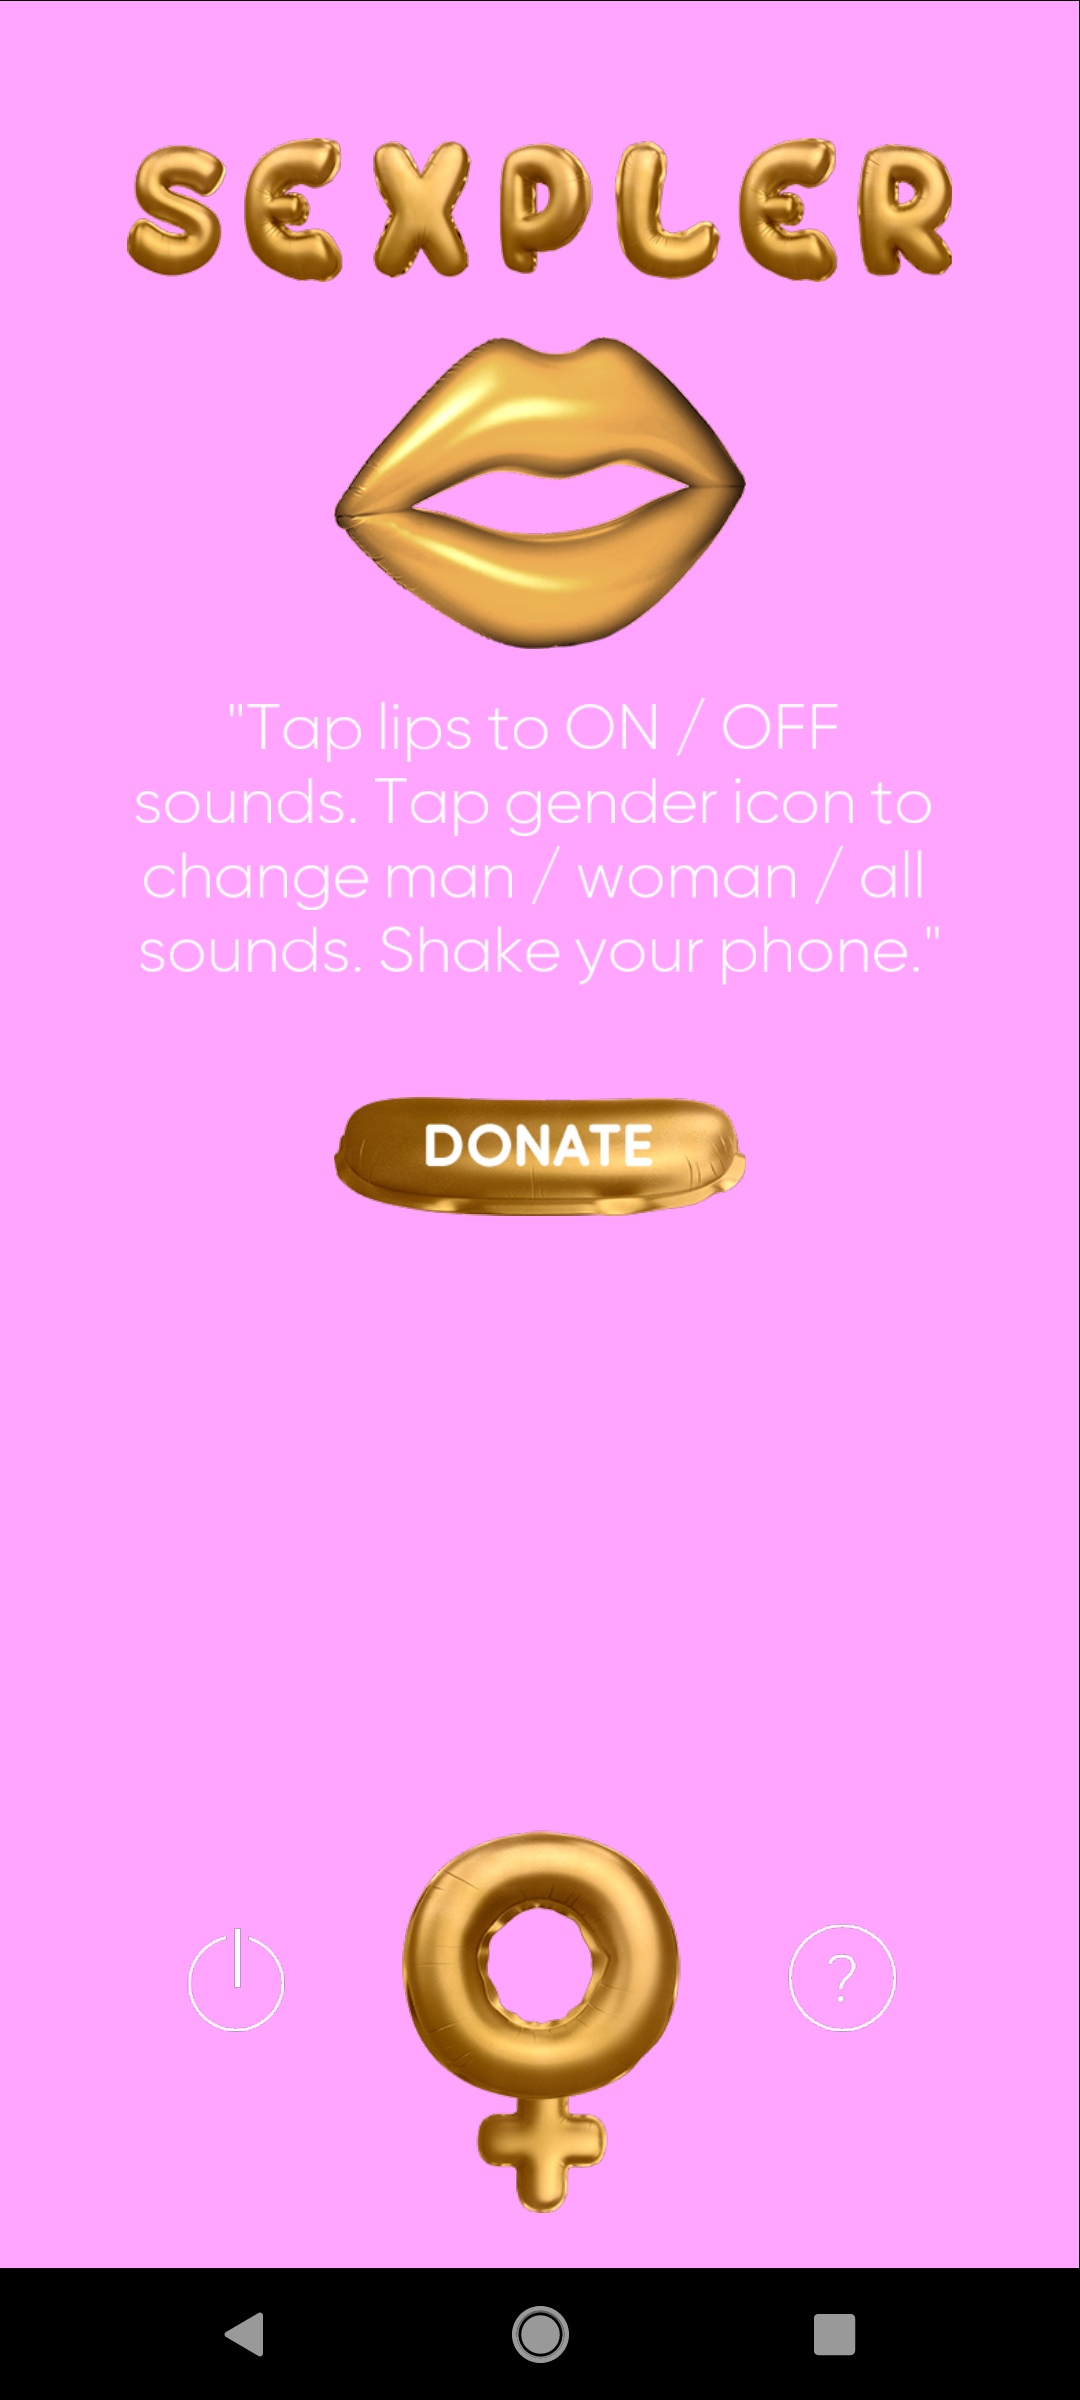 SEXPLER
"Tap lips to ON / OFF
sounds. Tap gender icon to
change man / woman / all
sounds. Shake your phone."
DONATE
?